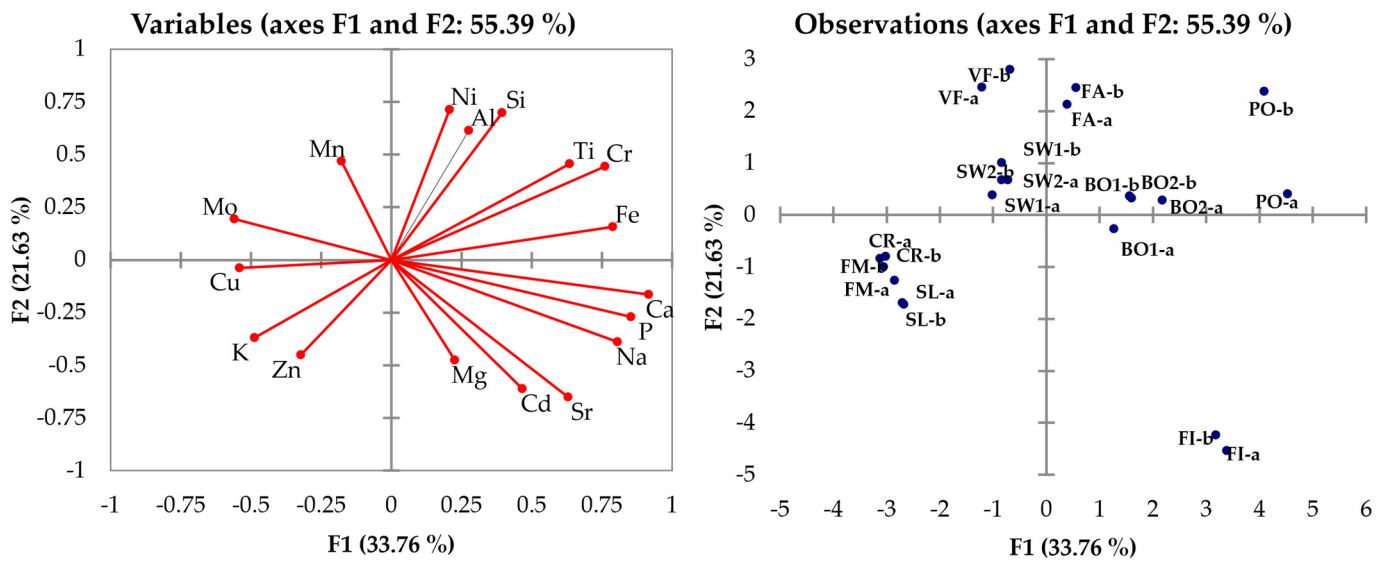 Variables (axes F1 and F2: 55.39 %)
1
0.75
0.5
0.25
0
-0.25
-0.5
-0.75
-1
F2 (21.63 %)
Ni
Si
Al
Mn
Ti
Cr
Mo
Fe
Cu
Ca
P
K
Zn
Mg
Na
Cd
Sr
-1
-0.75
-0.5
-0.25
0
0.25
0.5
0.75
1
F1 (33.76 %)
Observations (axes F1 and F2: 55.39 %)
3
2
1
0
-1
-2
-3
-4
-5
F2 (21.63 %)
VF-b
VF-a
FA-b
FA-a
PO-b
SW1-b
SW2-b
SW2-a
BO1-b
BO2-b
SW1-a
BO2-a
PO-a
CR-a
BO1-a
CR-b
FM-b
FM-a
SL-a
SL-b
FI-b
FI-a
-5
-4
-3
-2
-1
0
1
2
3
4
5
6
F1 (33.76 %)